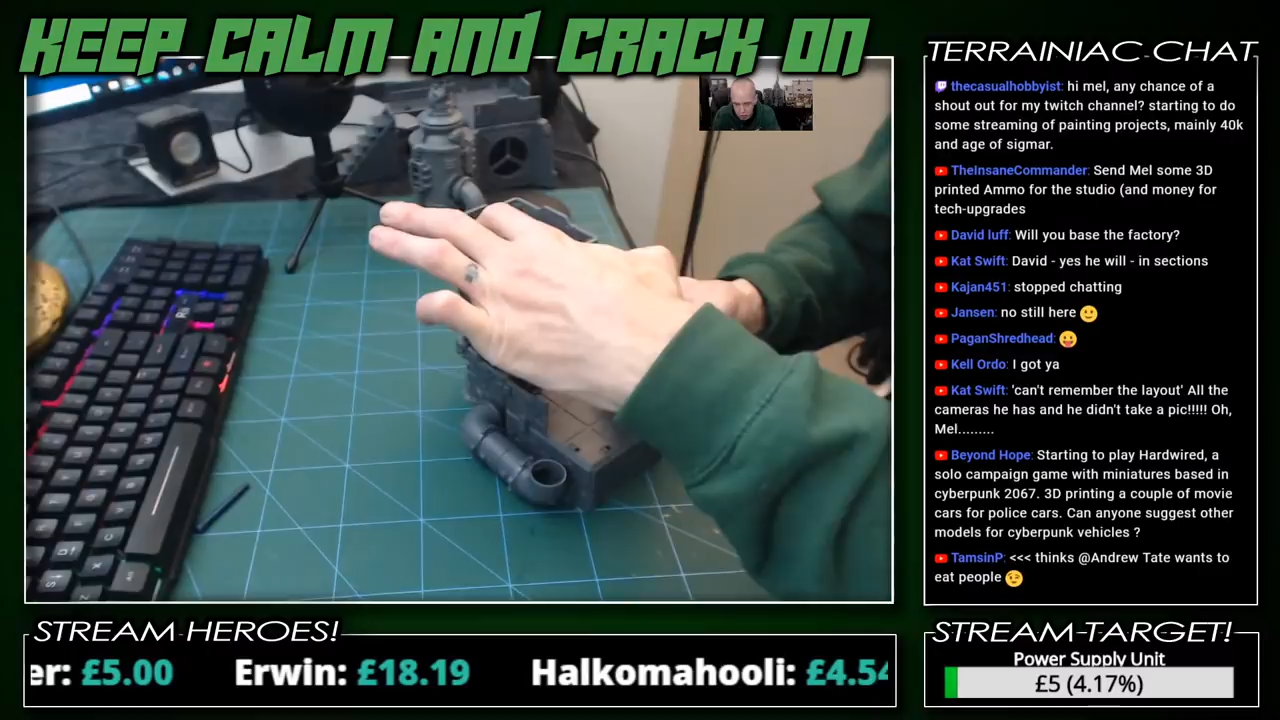 KEEP CALM AND CRACK ON
TERRAINIAC CHAT
thecasualhobbyist: hi mel, any chance of a
shout out for my twitch channel? starting to do
some streaming of painting projects, mainly 40k
and age of sigmar.
TheInsaneCommander: Send Mel some 3D
printed Ammo for the studio (and money for
tech-upgrades
David luff: Will you base the factory?
Kat Swift: David - yes he will - in sections
Kajan451: stopped chatting
Jansen: no still here 🙂
PaganShredhead: 😛
Kell Ordo: I got ya
Kat Swift: 'can't remember the layout' All the
cameras he has and he didn't take a pic!!!!! Oh,
Mel.........
Beyond Hope: Starting to play Hardwired, a
solo campaign game with miniatures based in
cyberpunk 2067. 3D printing a couple of movie
cars for police cars. Can anyone suggest other
models for cyberpunk vehicles ?
TamsinP: <<< thinks @Andrew Tate wants to
eat people 😉
STREAM HEROES!
er: £5.00 Erwin: £18.19 Halkomahooli: £4.54
STREAM TARGET!
Power Supply Unit
£5 (4.17%)